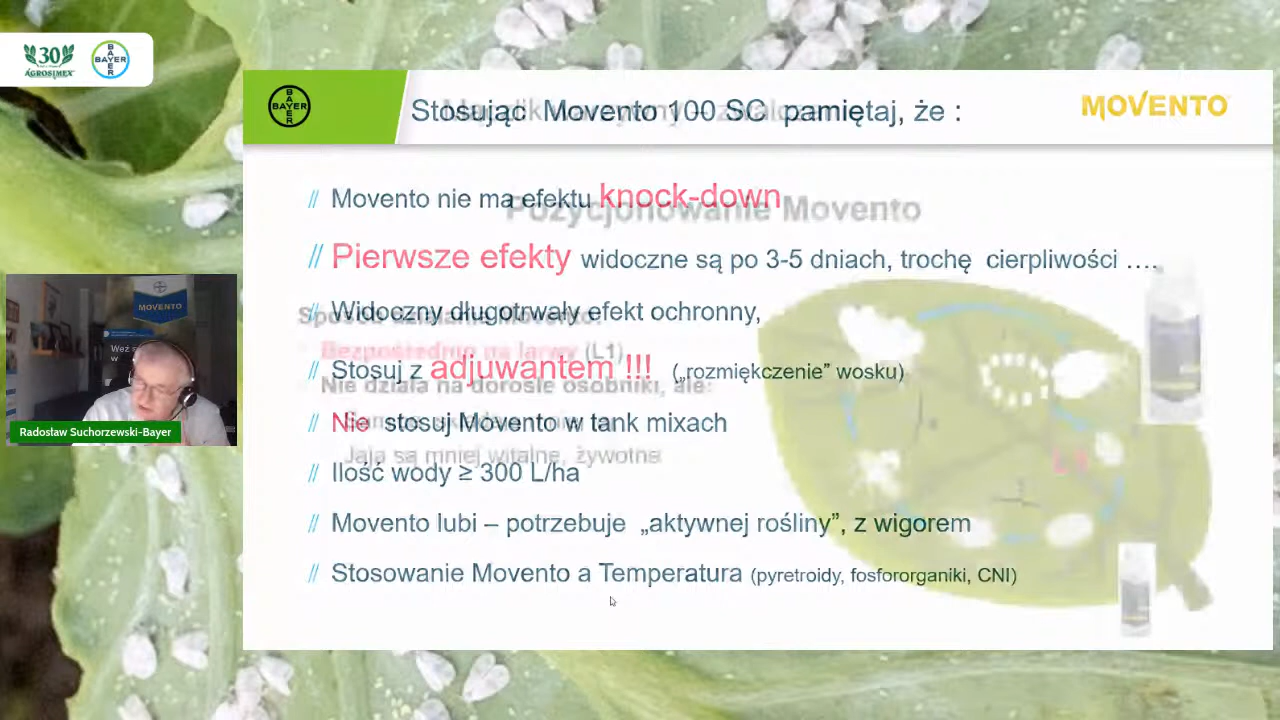 30
AGROSIMEX
BAYER
BAYER
Stosując Movento 100 SC pamiętaj, że :
MOVENTO
// Movento nie ma efektu knock-down
Pozycjonowanie Movento
// Pierwsze efekty widoczne są po 3-5 dniach, trochę cierpliwości ....
// Widoczny długotrwały efekt ochronny,
Sposób działania Movento:
Bezpośrednio na larwy (L1)
// Stosuj z adjuwantem !!! („rozmiękczenie” wosku)
Nie działa na dorosłe osobniki, ale:
// Nie stosuj Movento w tank mixach
Jaja są mniej witalne, żywotne
// Ilość wody ≥ 300 L/ha
// Movento lubi – potrzebuje „aktywnej rośliny”, z wigorem
// Stosowanie Movento a Temperatura (pyretroidy, fosfororganiki, CNI)
L1
MOVENTO
Radosław Suchorzewski-Bayer